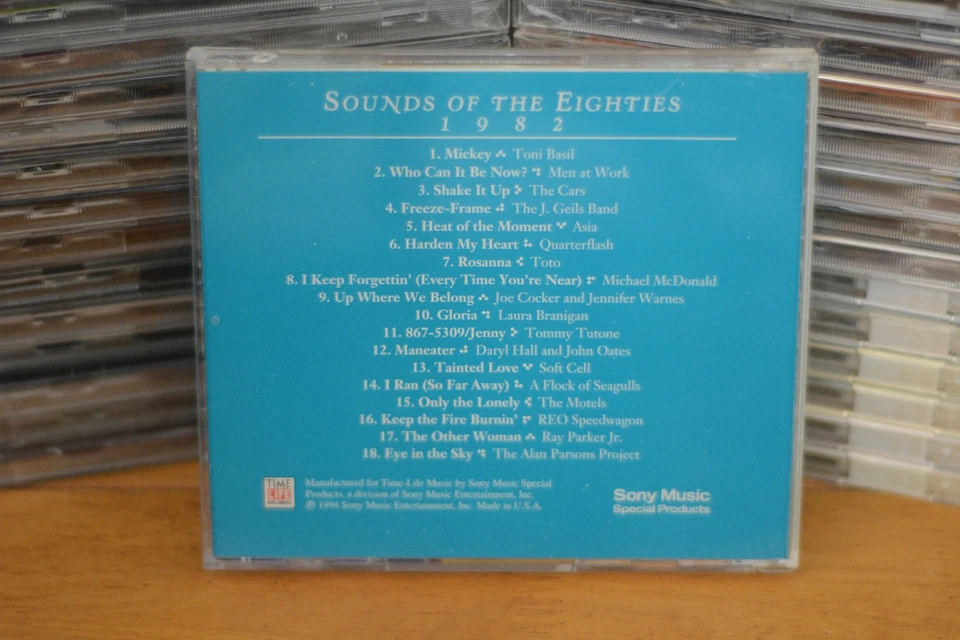 SOUNDS OF THE EIGHTIES
1 9 8 2
1. Mickey Toni Basil
2. Who Can It Be Now? Men at Work
3. Shake It Up The Cars
4. Freeze-Frame The J. Geils Band
5. Heat of the Moment Asia
6. Harden My Heart Quarterflash
7. Rosanna Toto
8. I Keep Forgettin' (Every Time You're Near) Michael McDonald
9. Up Where We Belong Joe Cocker and Jennifer Warnes
10. Gloria Laura Branigan
11. 867-5309/Jenny Tommy Tutone
12. Maneater Daryl Hall and John Oates
13. Tainted Love Soft Cell
14. I Ran (So Far Away) A Flock of Seagulls
15. Only the Lonely The Motels
16. Keep the Fire Burnin' REO Speedwagon
17. The Other Woman Ray Parker Jr.
18. Eye in the Sky The Alan Parsons Project
TIME
LIFE
MUSIC
Manufactured for Time-Life Music by Sony Music Special
Products, a division of Sony Music Entertainment, Inc.
℗ 1994 Sony Music Entertainment, Inc. Made in U.S.A.
Sony Music
Special Products